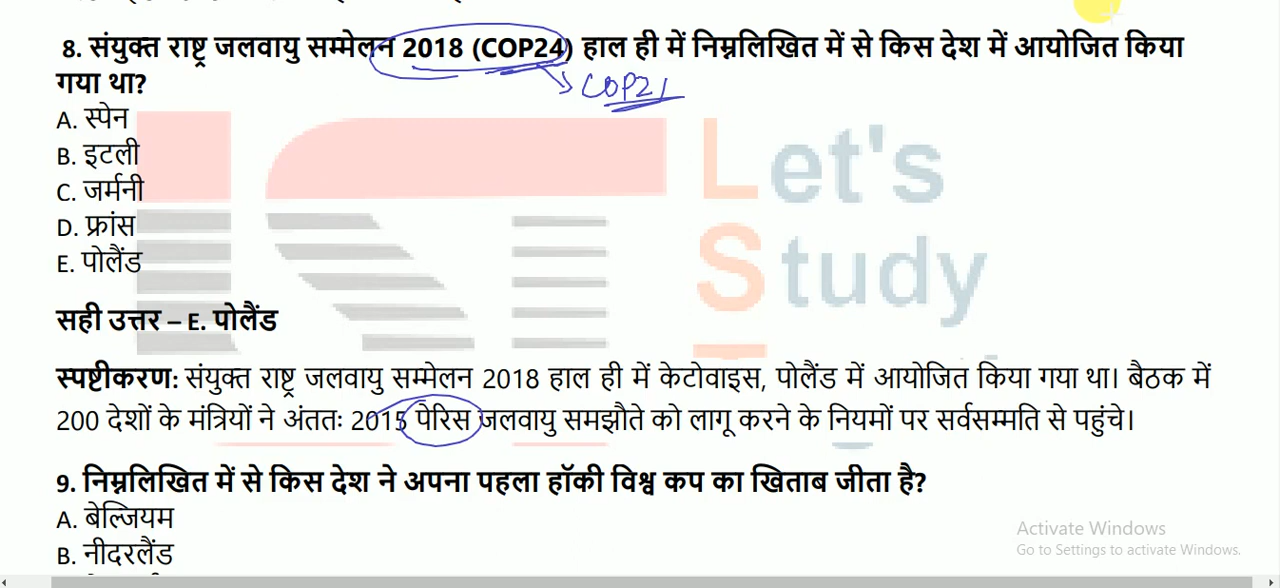 8. संयुक्त राष्ट्र जलवायु सम्मेलन 2018 (COP24) हाल ही में निम्नलिखित में से किस देश में आयोजित किया
गया था?
COP21
A. स्पेन
B. इटली
C. जर्मनी
D. फ्रांस
E. पोलैंड
Let's
Study
सही उत्तर – E. पोलैंड
स्पष्टीकरण: संयुक्त राष्ट्र जलवायु सम्मेलन 2018 हाल ही में केटोवाइस, पोलैंड में आयोजित किया गया था। बैठक में
200 देशों के मंत्रियों ने अंततः 2015 पेरिस जलवायु समझौते को लागू करने के नियमों पर सर्वसम्मति से पहुंचे।
9. निम्नलिखित में से किस देश ने अपना पहला हॉकी विश्व कप का खिताब जीता है?
A. बेल्जियम
B. नीदरलैंड
Activate Windows
Go to Settings to activate Windows.